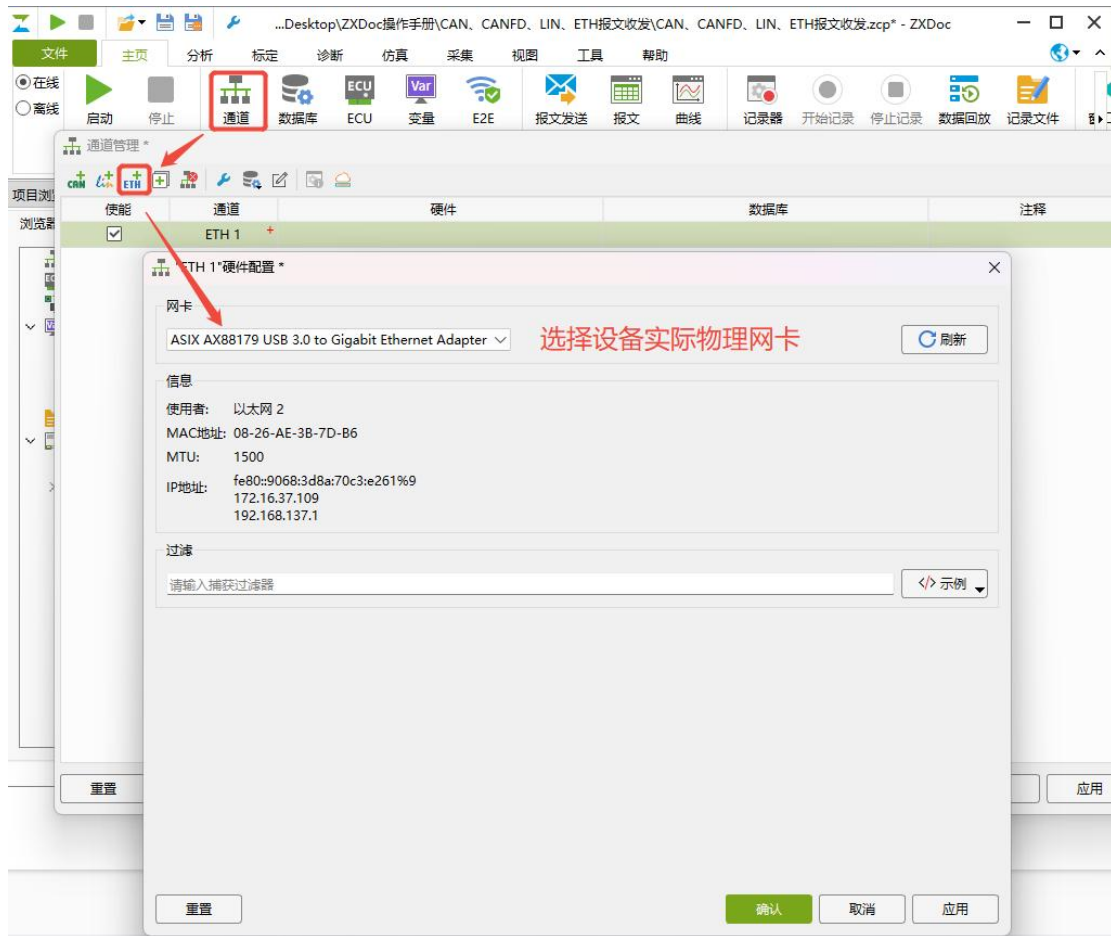 ...Desktop\ZXDoc操作手册\CAN、CANFD、LIN、ETH报文收发\CAN、CANFD、LIN、ETH报文收发.zcp* - ZXDoc
文件 主页 分析 标定 诊断 仿真 采集 视图 工具 帮助
在线
离线
ECU Var
启动 停止 通道 数据库 ECU 变量 E2E 报文发送 报文 曲线 记录器 开始记录 停止记录 数据回放 记录文件
通道管理 *
CAN Lin ETH
项目浏
浏览器
使能 通道 硬件 数据库 注释
ETH 1 +
"ETH 1"硬件配置 *
网卡
ASIX AX88179 USB 3.0 to Gigabit Ethernet Adapter
选择设备实际物理网卡
刷新
信息
使用者: 以太网 2
MAC地址: 08-26-AE-3B-7D-B6
MTU: 1500
IP地址: fe80::9068:3d8a:70c3:e261%9
172.16.37.109
192.168.137.1
过滤
请输入捕获过滤器
</> 示例
重置 应用
重置 确认 取消 应用